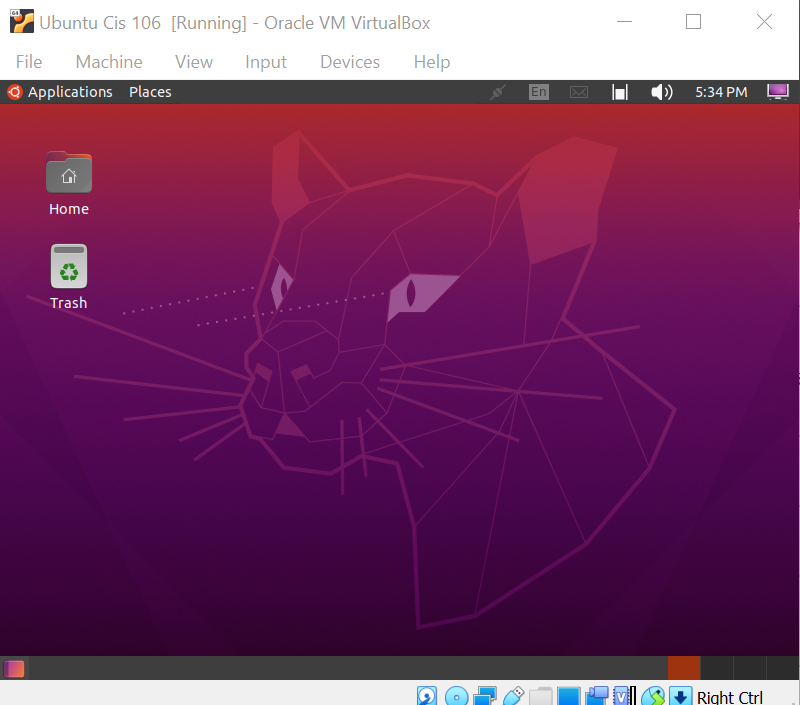 Ubuntu Cis 106 [Running] - Oracle VM VirtualBox
File Machine View Input Devices Help
Applications Places En 5:34 PM
Home
Trash
Right Ctrl